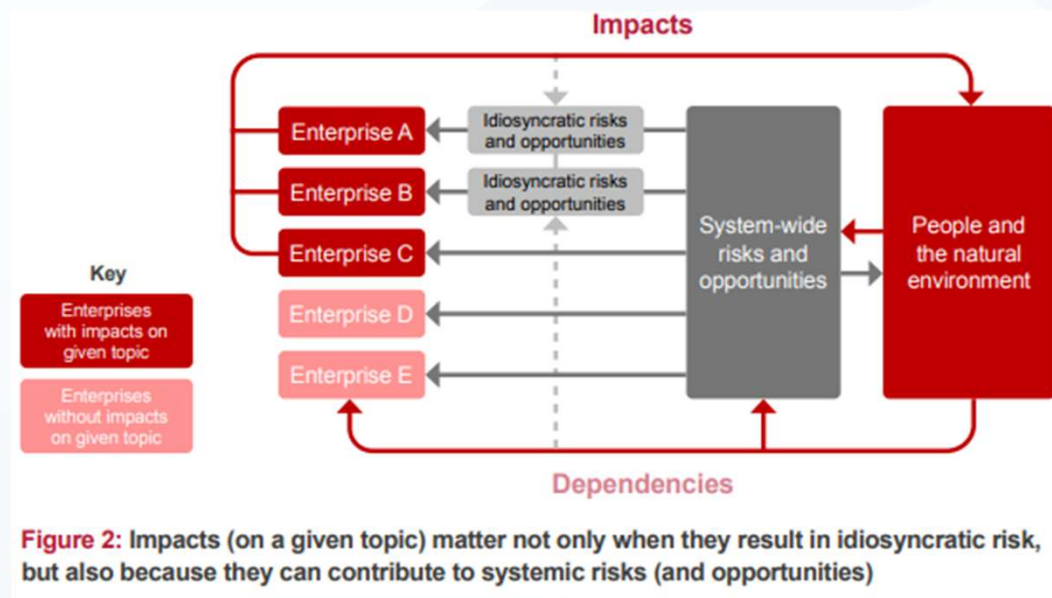 Impacts
Enterprise A
Idiosyncratic risks
and opportunities
Enterprise B
Idiosyncratic risks
and opportunities
Enterprise C
Enterprise D
Enterprise E
System-wide
risks and
opportunities
People and
the natural
environment
Key
Enterprises
with impacts on
given topic
Enterprises
without impacts
on given topic
Dependencies
Figure 2: Impacts (on a given topic) matter not only when they result in idiosyncratic risk,
but also because they can contribute to systemic risks (and opportunities)